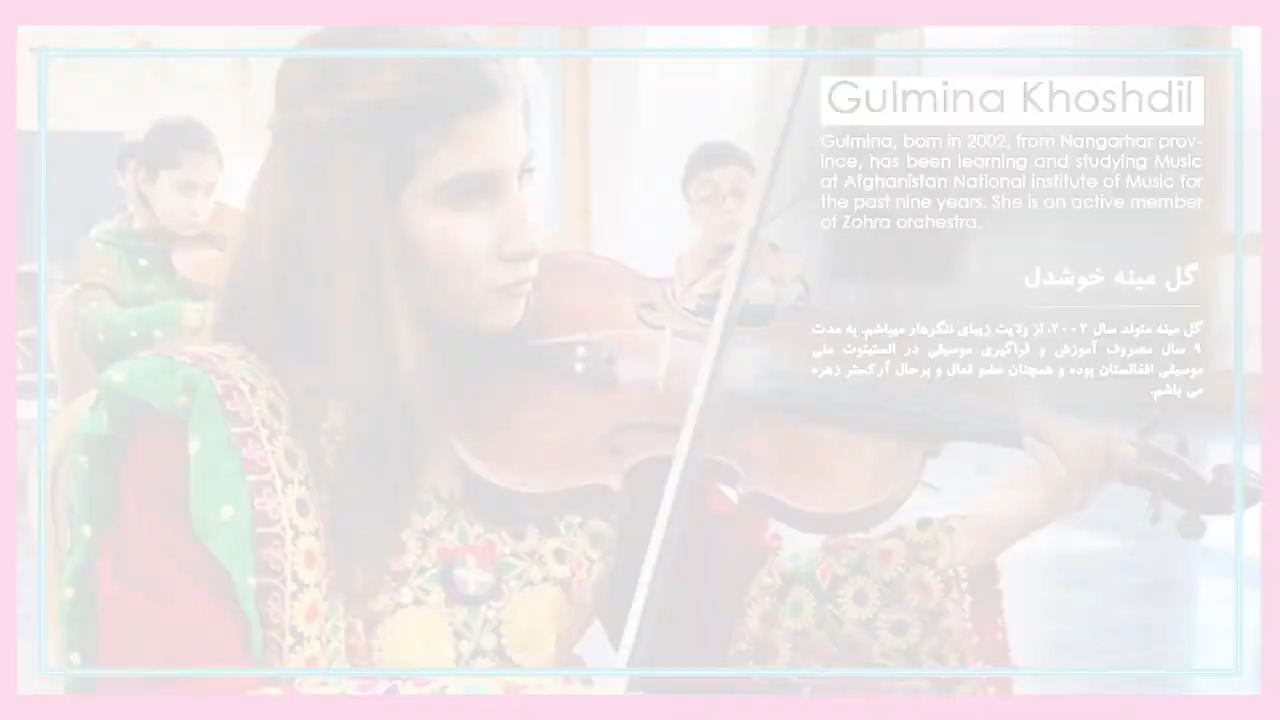 Gulmina Khoshdil
Gulmina, born in 2002, from Nangarhar prov-
ince, has been learning and studying Music
at Afghanistan National institute of Music for
the past nine years. She is an active member
of Zohra orchestra.
گل مینه خوشدل
گل مینه متولد سال ۲۰۰۲، از ولایت زیبای ننگرهار میباشم. به مدت
۹ سال مصروف آموزش و فراگیری موسیقی در انستیتوت ملی
موسیقی افغانستان بوده و همچنان عضو فعال و برحال آرکستر زهره
می باشم.